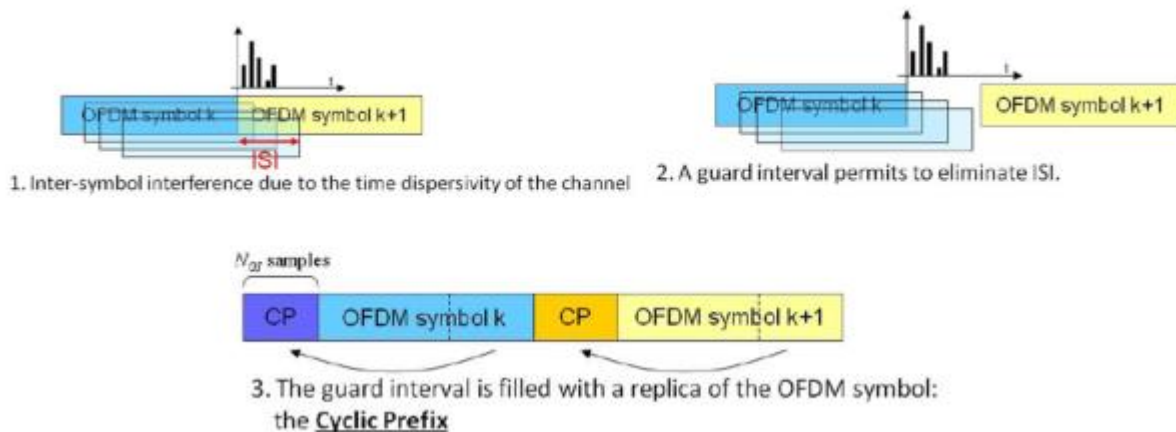 t
OFDM symbol k
OFDM symbol k+1
ISI
1. Inter-symbol interference due to the time dispersivity of the channel
t
OFDM symbol k
OFDM symbol k+1
2. A guard interval permits to eliminate ISI.
samples
CP OFDM symbol k CP OFDM symbol k+1
3. The guard interval is filled with a replica of the OFDM symbol:
the Cyclic Prefix